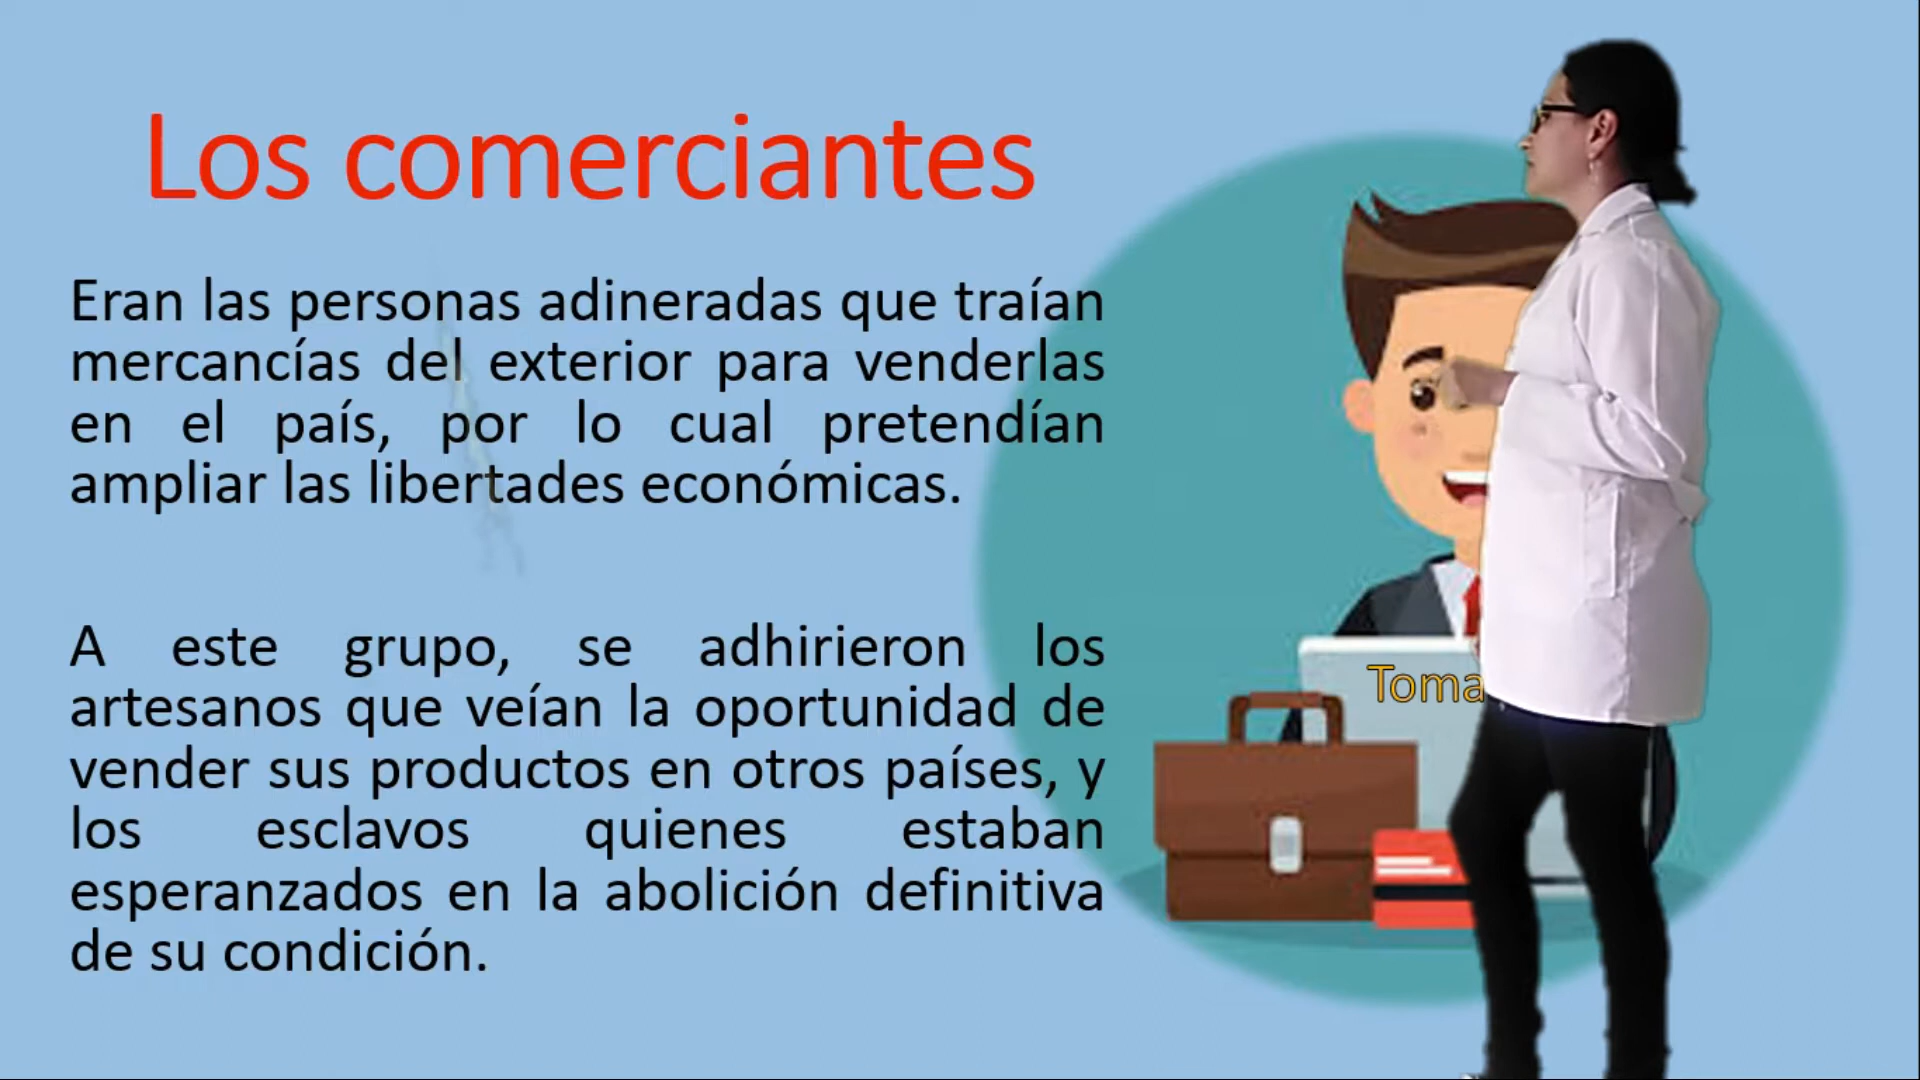 Los comerciantes
Eran las personas adineradas que traían
mercancías del exterior para venderlas
en el país, por lo cual pretendían
ampliar las libertades económicas.
A este grupo, se adhirieron los
artesanos que veían la oportunidad de
vender sus productos en otros países, y
los esclavos quienes estaban
esperanzados en la abolición definitiva
de su condición.
Toma